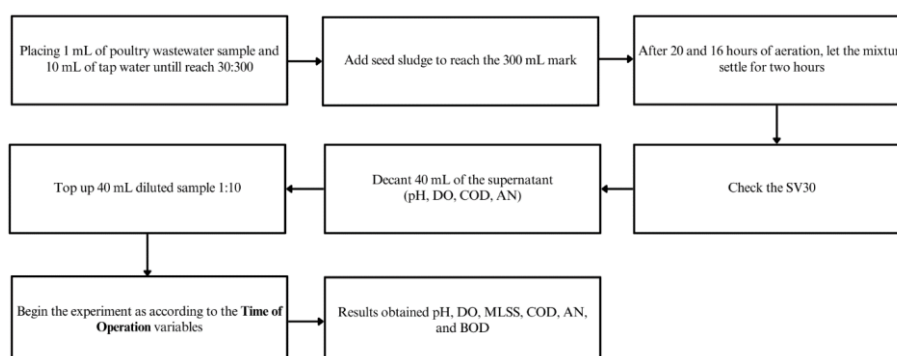 Placing 1 mL of poultry wastewater sample and
10 mL of tap water untill reach 30:300
Add seed sludge to reach the 300 mL mark
After 20 and 16 hours of aeration, let the mixture
settle for two hours
Check the SV30
Decant 40 mL of the supernatant
(pH, DO, COD, AN)
Top up 40 mL diluted sample 1:10
Begin the experiment as according to the Time of
Operation variables
Results obtained pH, DO, MLSS, COD, AN,
and BOD